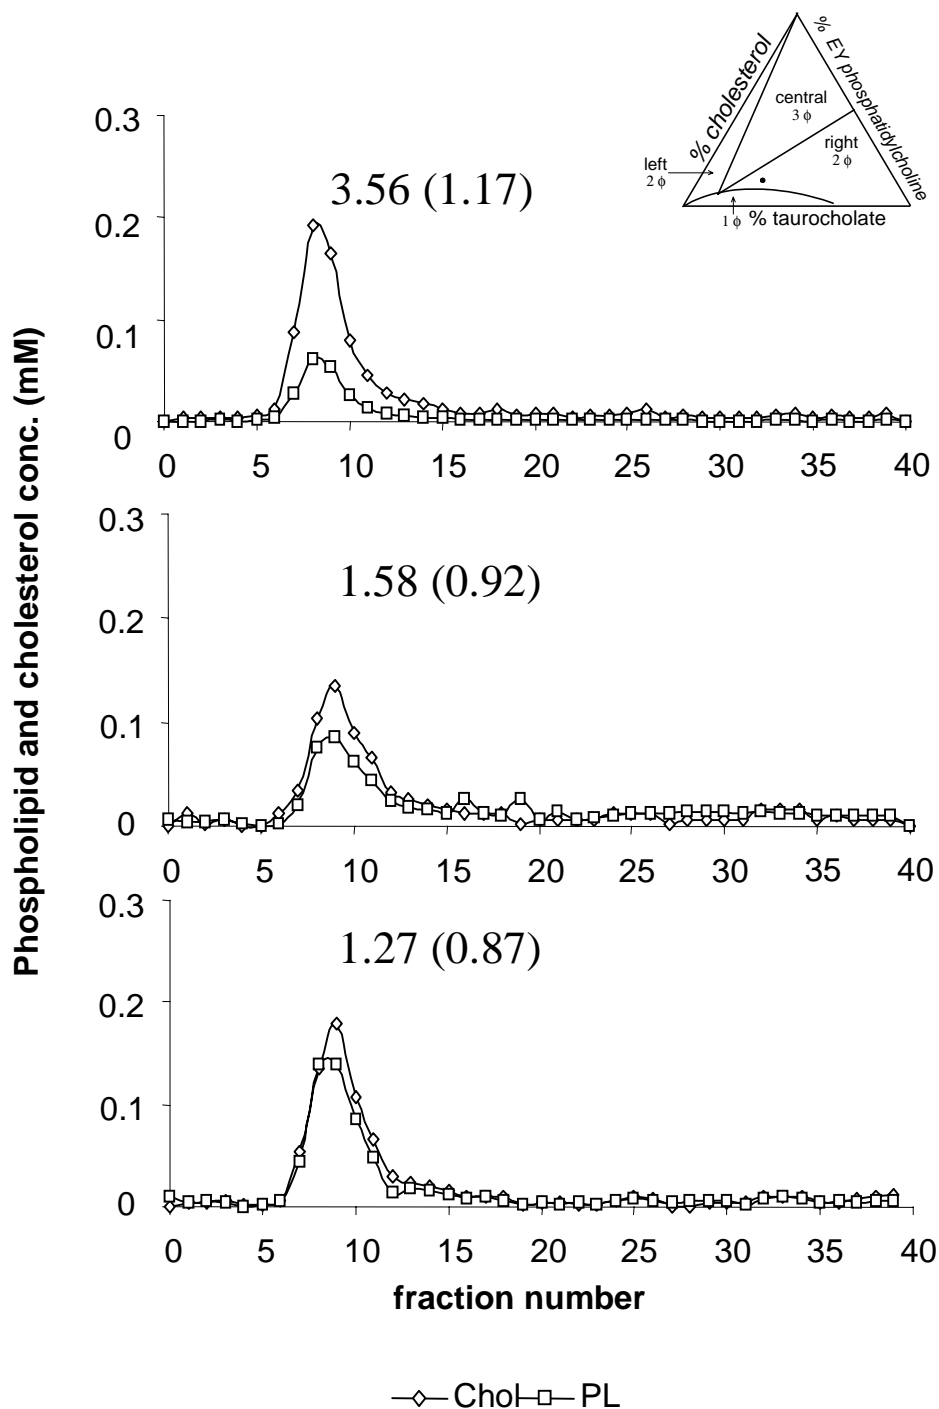 % cholesterol
% EY phosphatidylcholine
central
3 ϕ
right
2 ϕ
left
2 ϕ
1 ϕ % taurocholate
Phospholipid and cholesterol conc. (mM)
0.3
3.56 (1.17)
0.2
0.1
0
0 5 10 15 20 25 30 35 40
0.3
1.58 (0.92)
0.2
0.1
0
0 5 10 15 20 25 30 35 40
0.3
1.27 (0.87)
0.2
0.1
0
0 5 10 15 20 25 30 35 40
fraction number
Chol PL